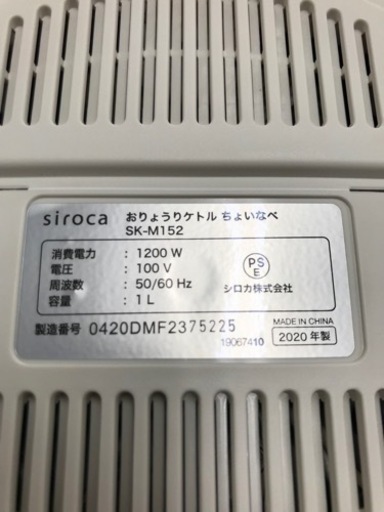 siroca おりょうりケトル ちょいなべ
SK-M152
消費電力 : 1200 W
電圧 : 100 V
周波数 : 50/60 Hz
容量 : 1 L
PS
E
シロカ株式会社
製造番号 0420DMF2375225
19067410
MADE IN CHINA
2020 年製